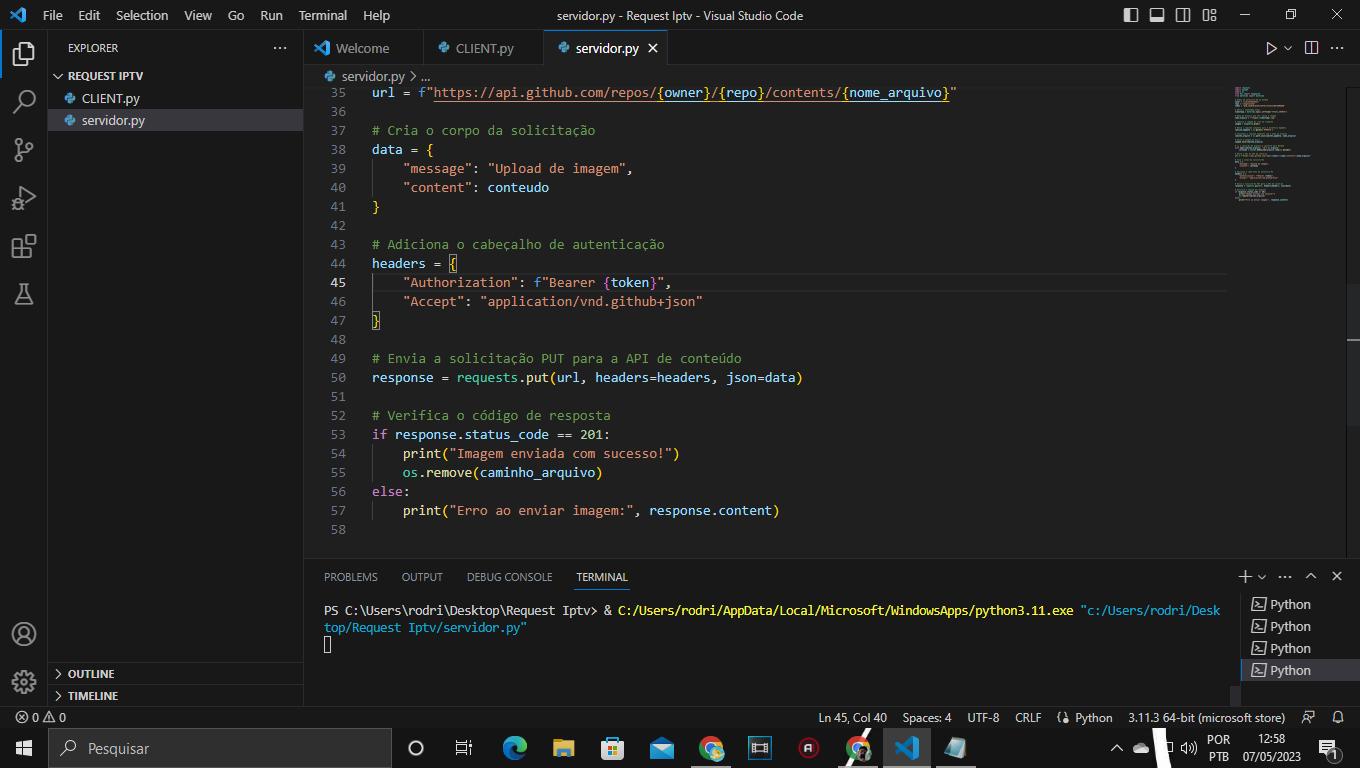 File Edit Selection View Go Run Terminal Help servidor.py - Request Iptv - Visual Studio Code
EXPLORER
REQUEST IPTV
CLIENT.py
servidor.py
OUTLINE
TIMELINE
Welcome CLIENT.py servidor.py
servidor.py > ...
35 url = f"https://api.github.com/repos/{owner}/{repo}/contents/{nome_arquivo}"
36
37 # Cria o corpo da solicitação
38 data = {
39 "message": "Upload de imagem",
40 "content": conteudo
41 }
42
43 # Adiciona o cabeçalho de autenticação
44 headers = {
45 "Authorization": f"Bearer {token}",
46 "Accept": "application/vnd.github+json"
47 }
48
49 # Envia a solicitação PUT para a API de conteúdo
50 response = requests.put(url, headers=headers, json=data)
51
52 # Verifica o código de resposta
53 if response.status_code == 201:
54 print("Imagem enviada com sucesso!")
55 os.remove(caminho_arquivo)
56 else:
57 print("Erro ao enviar imagem:", response.content)
58
PROBLEMS OUTPUT DEBUG CONSOLE TERMINAL
PS C:\Users\rodri\Desktop\Request Iptv> & C:/Users/rodri/AppData/Local/Microsoft/WindowsApps/python3.11.exe "c:/Users/rodri/Desk
top/Request Iptv/servidor.py"
Python
Python
Python
Python
0 0 Ln 45, Col 40 Spaces: 4 UTF-8 CRLF Python 3.11.3 64-bit (microsoft store)
Pesquisar
POR
PTB
12:58
07/05/2023
1